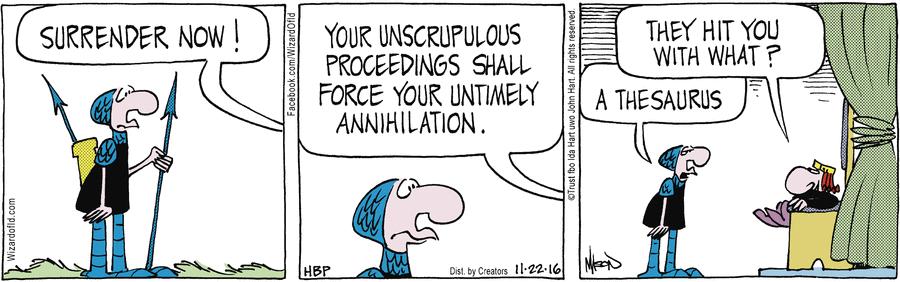 SURRENDER NOW!
Wizardofid.com
Facebook.com/WizardOfId
YOUR UNSCRUPULOUS
PROCEEDINGS SHALL
FORCE YOUR UNTIMELY
ANNIHILATION.
HBP
Dist. by Creators
11·22·16
©Trust fbo Ida Hart uwo John Hart. All rights reserved.
THEY HIT YOU
WITH WHAT?
A THESAURUS
MASON